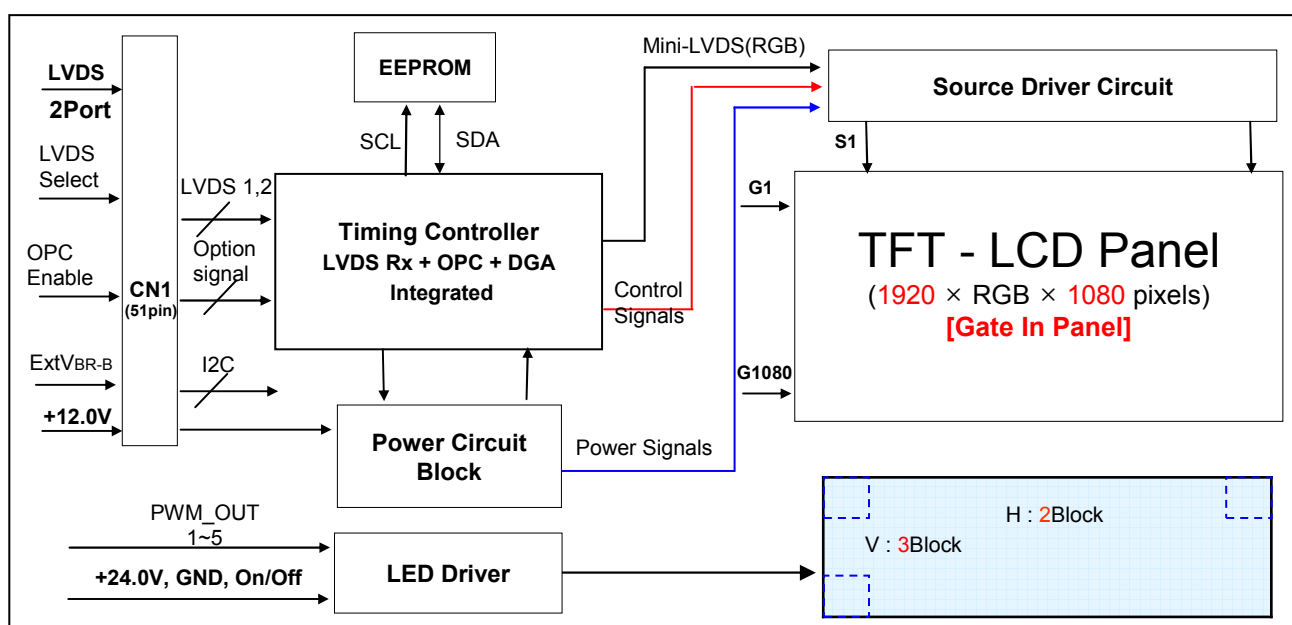 LVDS
2Port
LVDS
Select
OPC
Enable
ExtVBR-B
+12.0V
CN1
(51pin)
LVDS 1,2
Option
signal
I2C
EEPROM
SCL
SDA
Timing Controller
LVDS Rx + OPC + DGA
Integrated
Power Circuit
Block
Mini-LVDS(RGB)
Control
Signals
Power Signals
Source Driver Circuit
S1
G1
G1080
TFT - LCD Panel
(1920 × RGB × 1080 pixels)
[Gate In Panel]
PWM_OUT
1~5
+24.0V, GND, On/Off
LED Driver
H : 2Block
V : 3Block